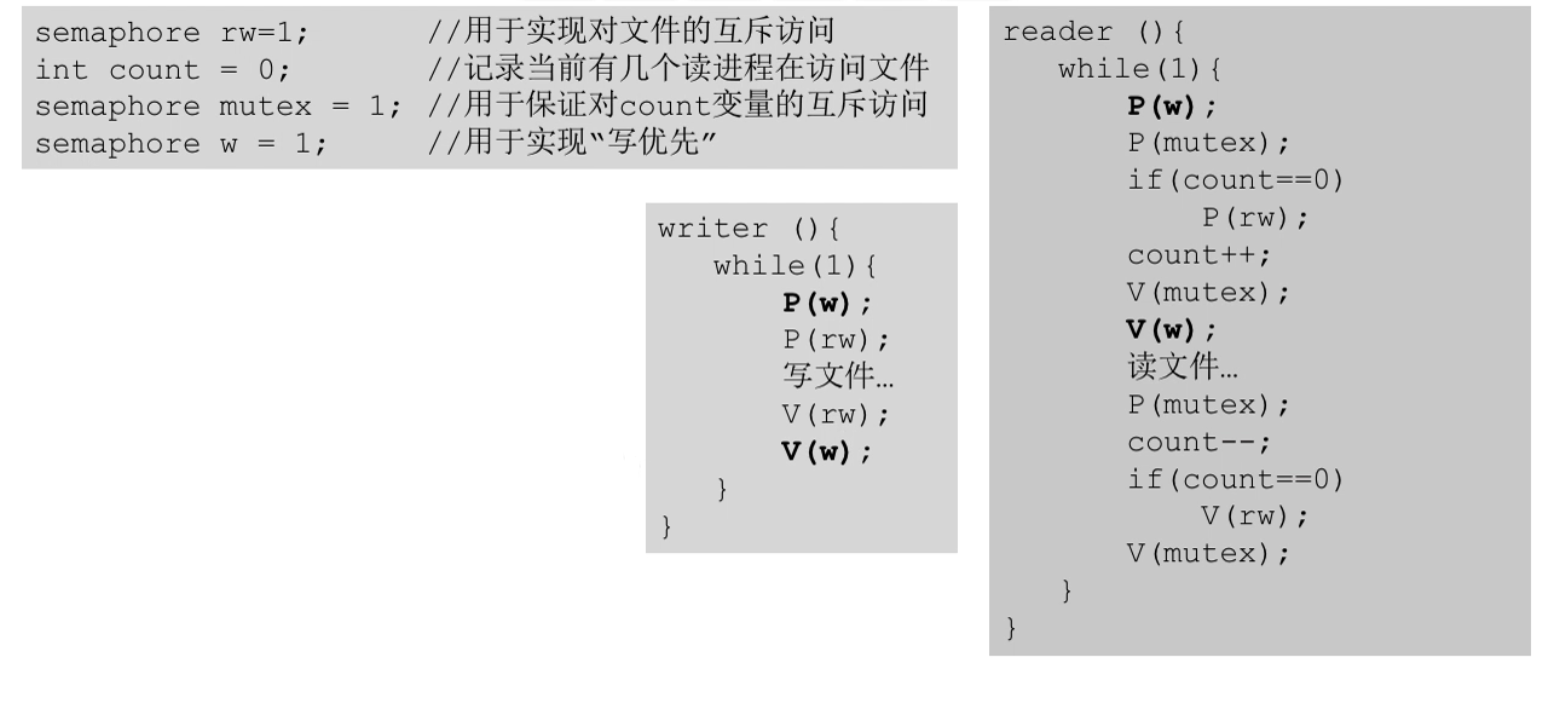 semaphore rw=1; //用于实现对文件的互斥访问
int count = 0; //记录当前有几个读进程在访问文件
semaphore mutex = 1; //用于保证对count变量的互斥访问
semaphore w = 1; //用于实现“写优先”
writer (){
while(1){
P(w);
P(rw);
写文件…
V(rw);
V(w);
}
}
reader (){
while(1){
P(w);
P(mutex);
if(count==0)
P(rw);
count++;
V(mutex);
V(w);
读文件…
P(mutex);
count--;
if(count==0)
V(rw);
V(mutex);
}
}